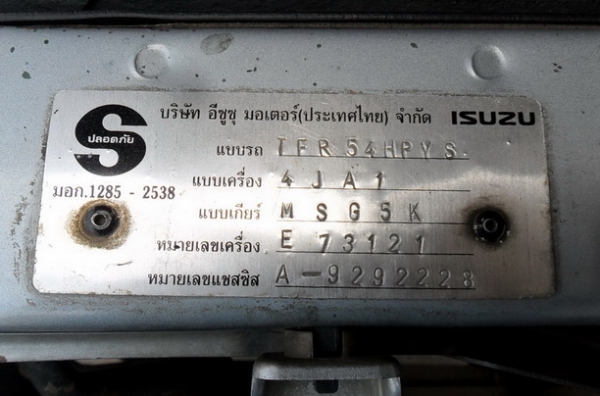 บริษัท อีซูซุ มอเตอร์(ประเทศไทย) จำกัด ISUZU
S
ปลอดภัย
มอก.1285 - 2538
แบบรถ TFR54HPYS.
แบบเครื่อง 4JA1
แบบเกียร์ MSG5K
หมายเลขเครื่อง E 73121
หมายเลขแชสซิส A-9292228